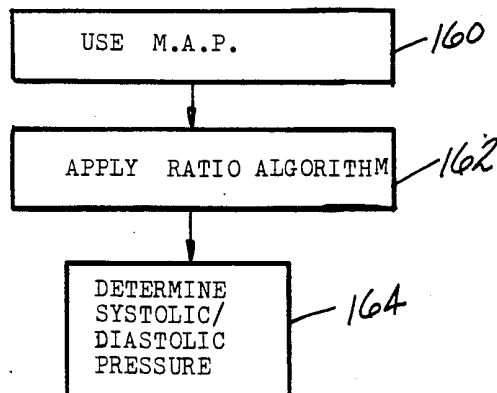 USE M.A.P.
160
APPLY RATIO ALGORITHM
162
DETERMINE
SYSTOLIC/
DIASTOLIC
PRESSURE
164